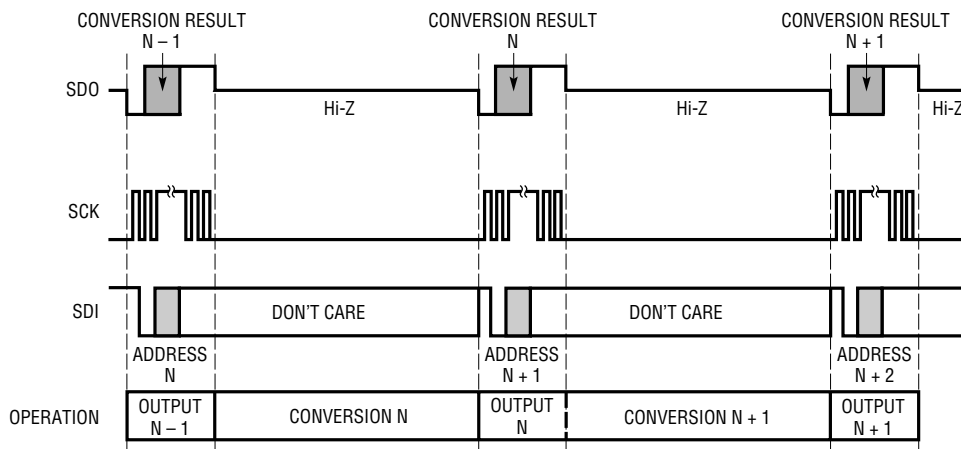 CONVERSION RESULT
N – 1
CONVERSION RESULT
N
CONVERSION RESULT
N + 1
SDO
Hi-Z
Hi-Z
Hi-Z
SCK
SDI
DON'T CARE
DON'T CARE
ADDRESS
N
ADDRESS
N + 1
ADDRESS
N + 2
OPERATION
OUTPUT
N – 1
CONVERSION N
OUTPUT
N
CONVERSION N + 1
OUTPUT
N + 1